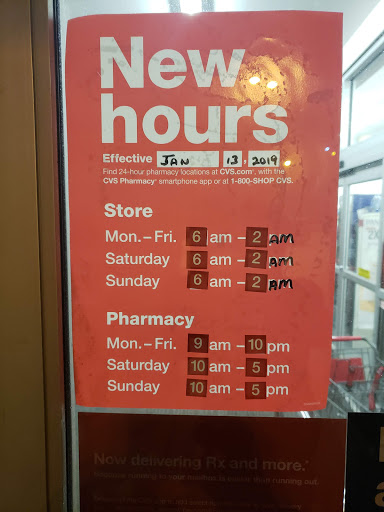 New
hours
Effective JAN 13, 2019
Find 24-hour pharmacy locations at CVS.com®, with the
CVS Pharmacy® smartphone app or at 1-800-SHOP CVS.
Store
Mon. – Fri. 6 am – 2 AM
Saturday 6 am – 2 AM
Sunday 6 am – 2 AM
Pharmacy
Mon. – Fri. 9 am – 10 pm
Saturday 10 am – 5 pm
Sunday 10 am – 5 pm
Now delivering Rx and more.*